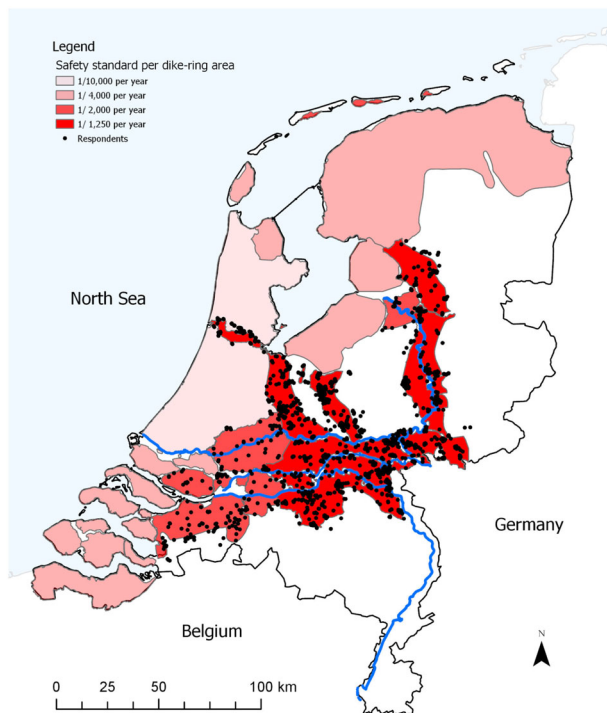 Legend
Safety standard per dike-ring area
1/10,000 per year
1/ 4,000 per year
1/ 2,000 per year
1/ 1,250 per year
Respondents
North Sea
Germany
Belgium
N
0 25 50 100 km